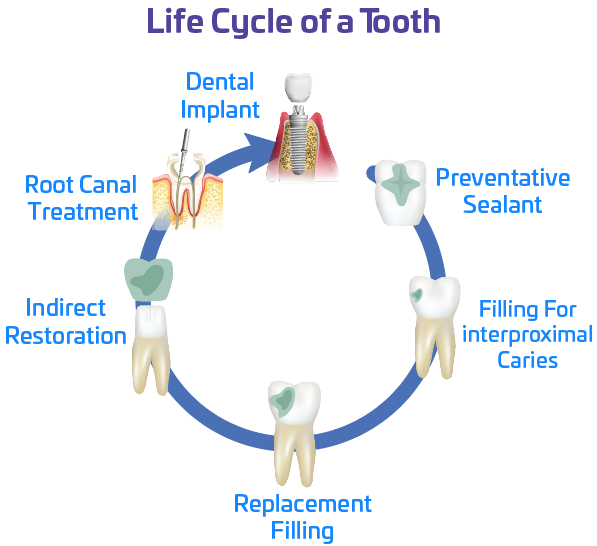 Life Cycle of a Tooth
Dental
Implant
Preventative
Sealant
Filling For
interproximal
Caries
Replacement
Filling
Indirect
Restoration
Root Canal
Treatment